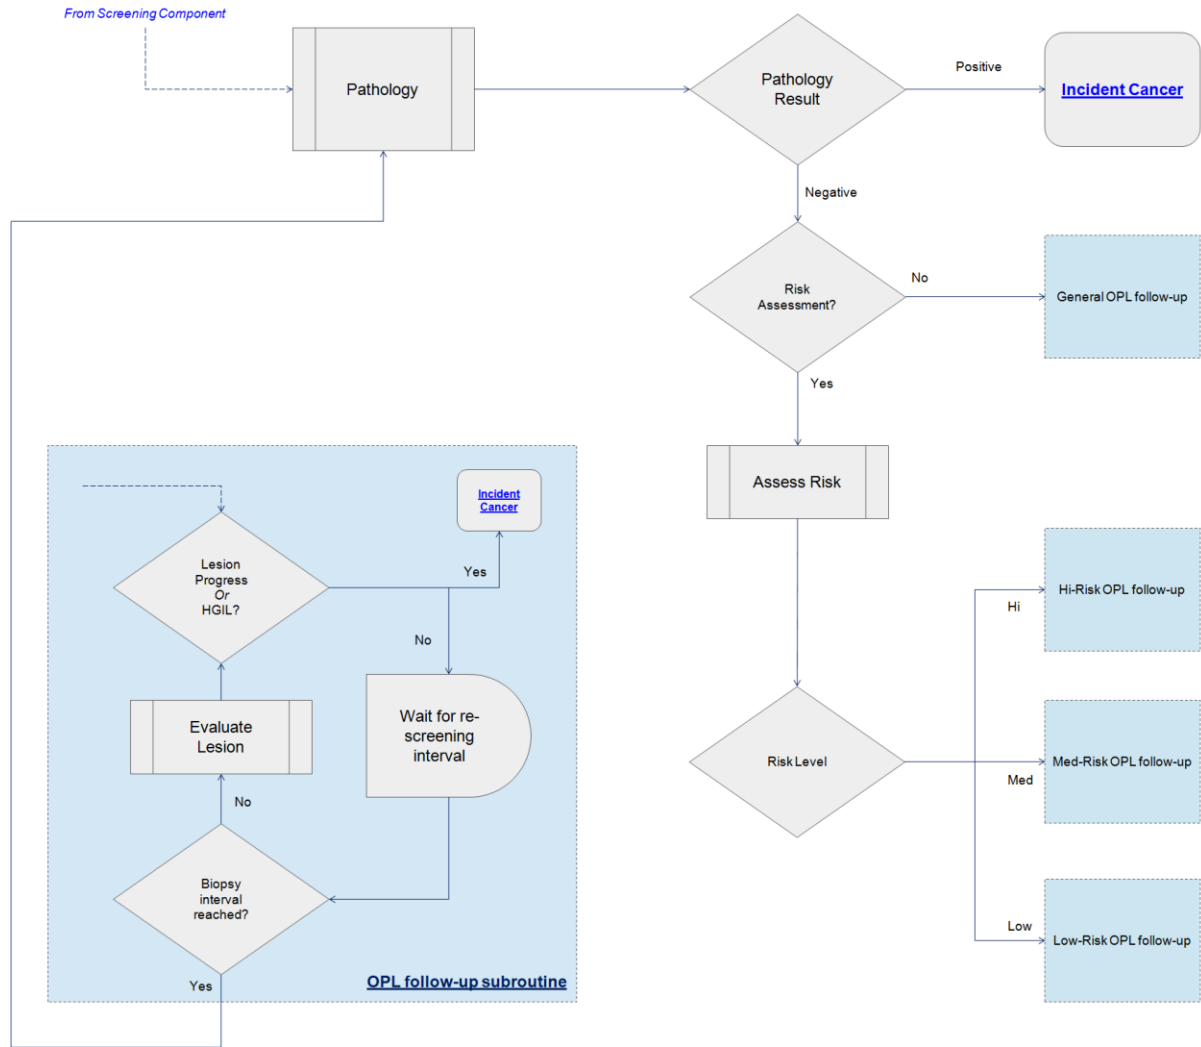 From Screening Component
Pathology
Pathology
Result
Positive
Incident Cancer
Negative
Risk
Assessment?
No
General OPL follow-up
Yes
Assess Risk
Incident
Cancer
Lesion
Progress
Or
HGIL?
Yes
No
Hi-Risk OPL follow-up
Hi
Evaluate
Lesion
Wait for re-
screening
interval
Risk Level
Med-Risk OPL follow-up
Med
No
Biopsy
interval
reached?
Low
Low-Risk OPL follow-up
Yes
OPL follow-up subroutine